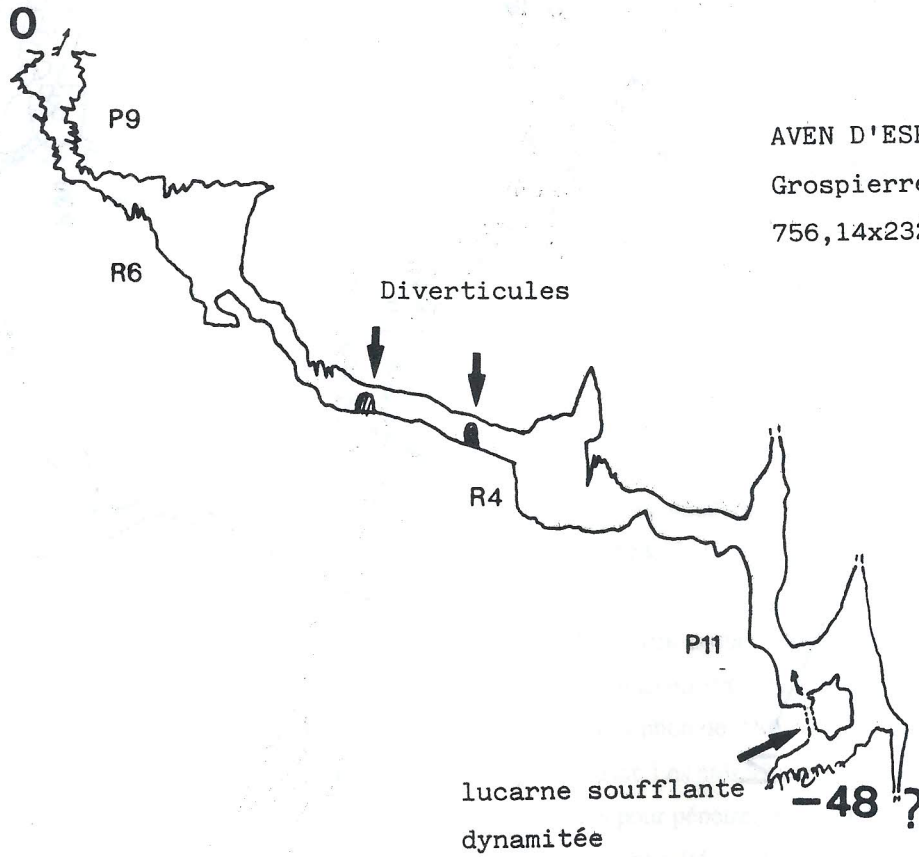 0
P9
AVEN D'ESP
Grospierre
756,14x232
R6
Diverticules
R4
P11
lucarne soufflante
dynamitée
-48 ?